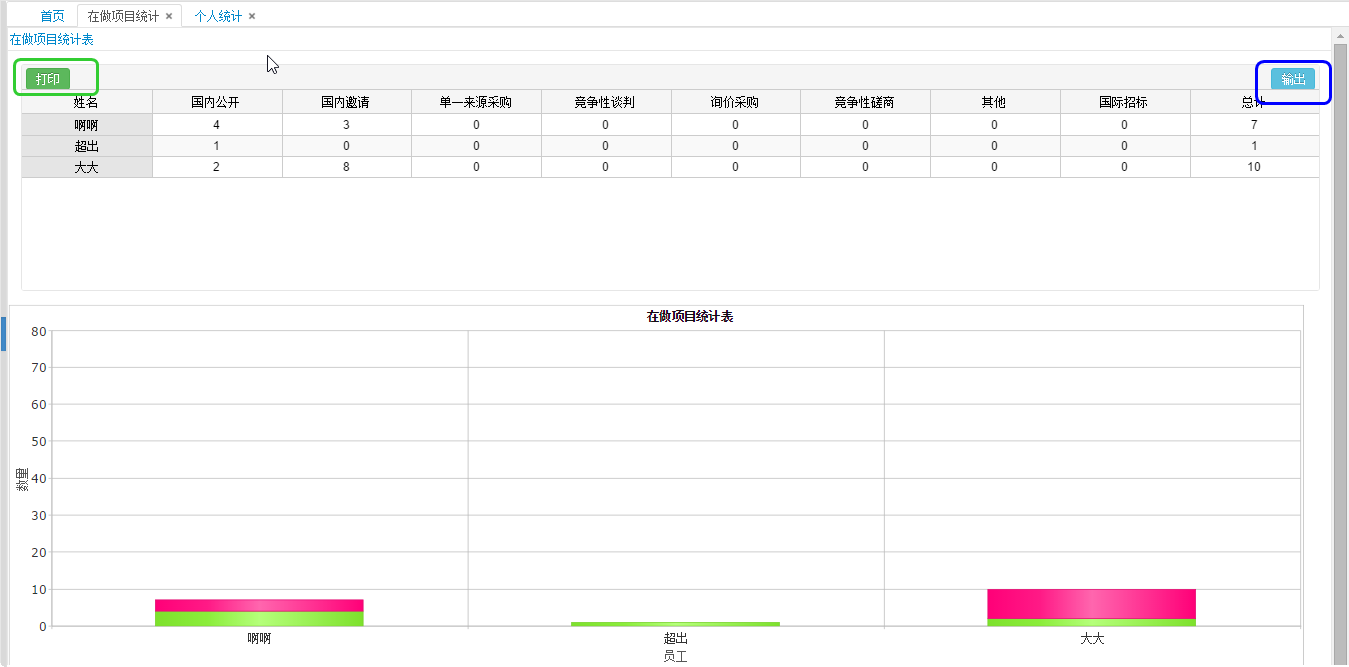 首页 在做项目统计 × 个人统计 ×
在做项目统计表
打印 输出
姓名 国内公开 国内邀请 单一来源采购 竞争性谈判 询价采购 竞争性磋商 其他 国际招标 总计
啊啊 4 3 0 0 0 0 0 0 7
超出 1 0 0 0 0 0 0 0 1
大大 2 8 0 0 0 0 0 0 10
在做项目统计表
80
70
60
50
数量
40
30
20
10
0
啊啊 超出 大大
员工